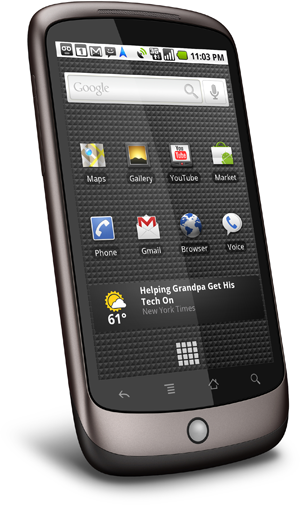 11:03 PM
Google
Maps Gallery YouTube Market
Phone Gmail Browser Voice
61° Helping Grandpa Get His
Tech On
New York Times